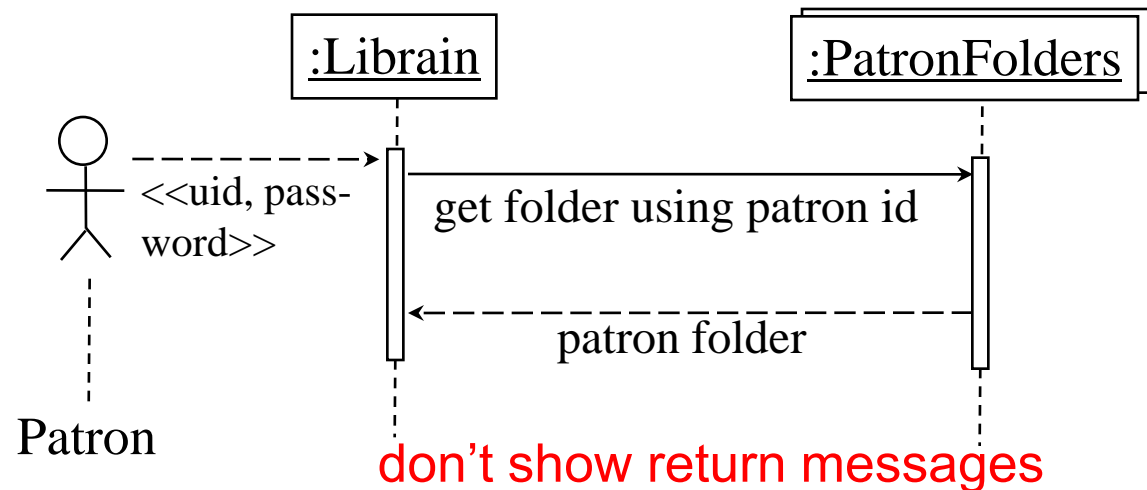 :Librain
:PatronFolders
<<uid, pass-
word>>
get folder using patron id
patron folder
Patron
don’t show return messages